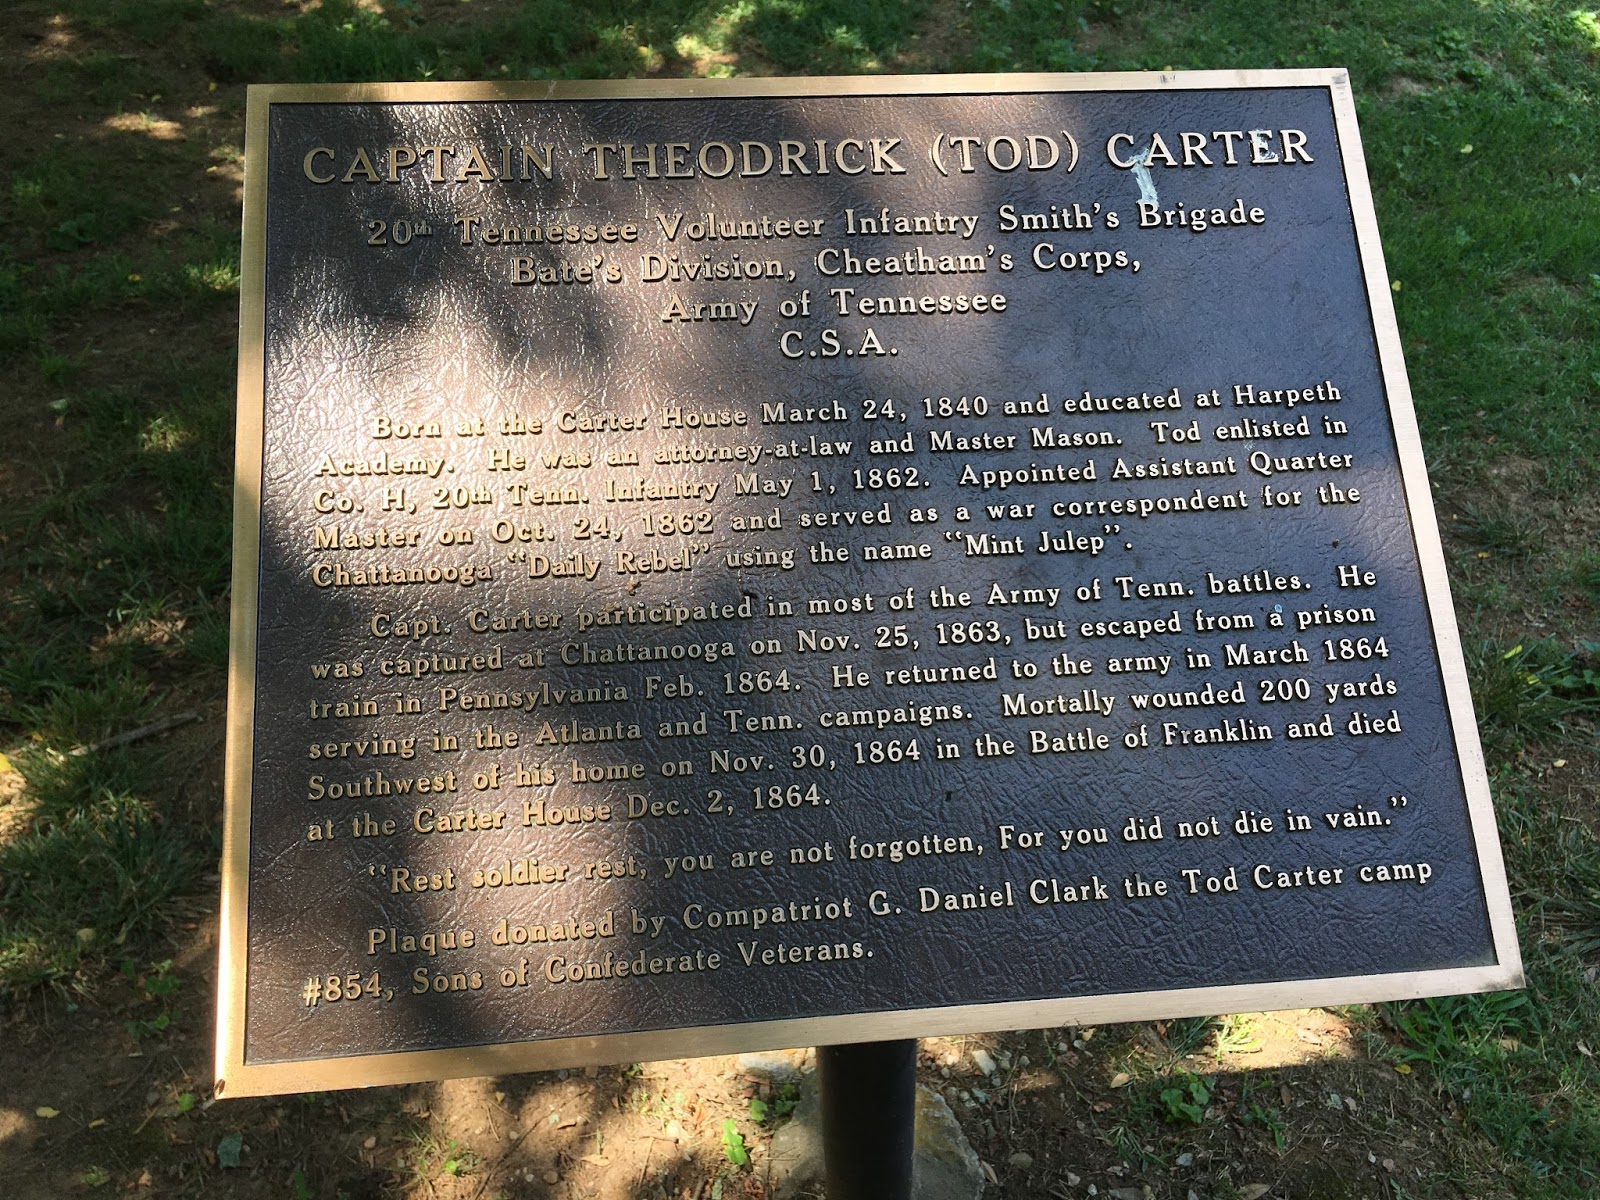 CAPTAIN THEODRICK (TOD) CARTER
20th Tennessee Volunteer Infantry Smith's Brigade
Bate's Division, Cheatham's Corps,
Army of Tennessee
C.S.A.
Born at the Carter House March 24, 1840 and educated at Harpeth
Academy. He was an attorney-at-law and Master Mason. Tod enlisted in
Co. H, 20th Tenn. Infantry May 1, 1862. Appointed Assistant Quarter
Master on Oct. 24, 1862 and served as a war correspondent for the
Chattanooga "Daily Rebel" using the name "Mint Julep".
Capt. Carter participated in most of the Army of Tenn. battles. He
was captured at Chattanooga on Nov. 25, 1863, but escaped from a prison
train in Pennsylvania Feb. 1864. He returned to the army in March 1864
serving in the Atlanta and Tenn. campaigns. Mortally wounded 200 yards
Southwest of his home on Nov. 30, 1864 in the Battle of Franklin and died
at the Carter House Dec. 2, 1864.
"Rest soldier rest, you are not forgotten, For you did not die in vain."
Plaque donated by Compatriot G. Daniel Clark the Tod Carter camp
#854, Sons of Confederate Veterans.